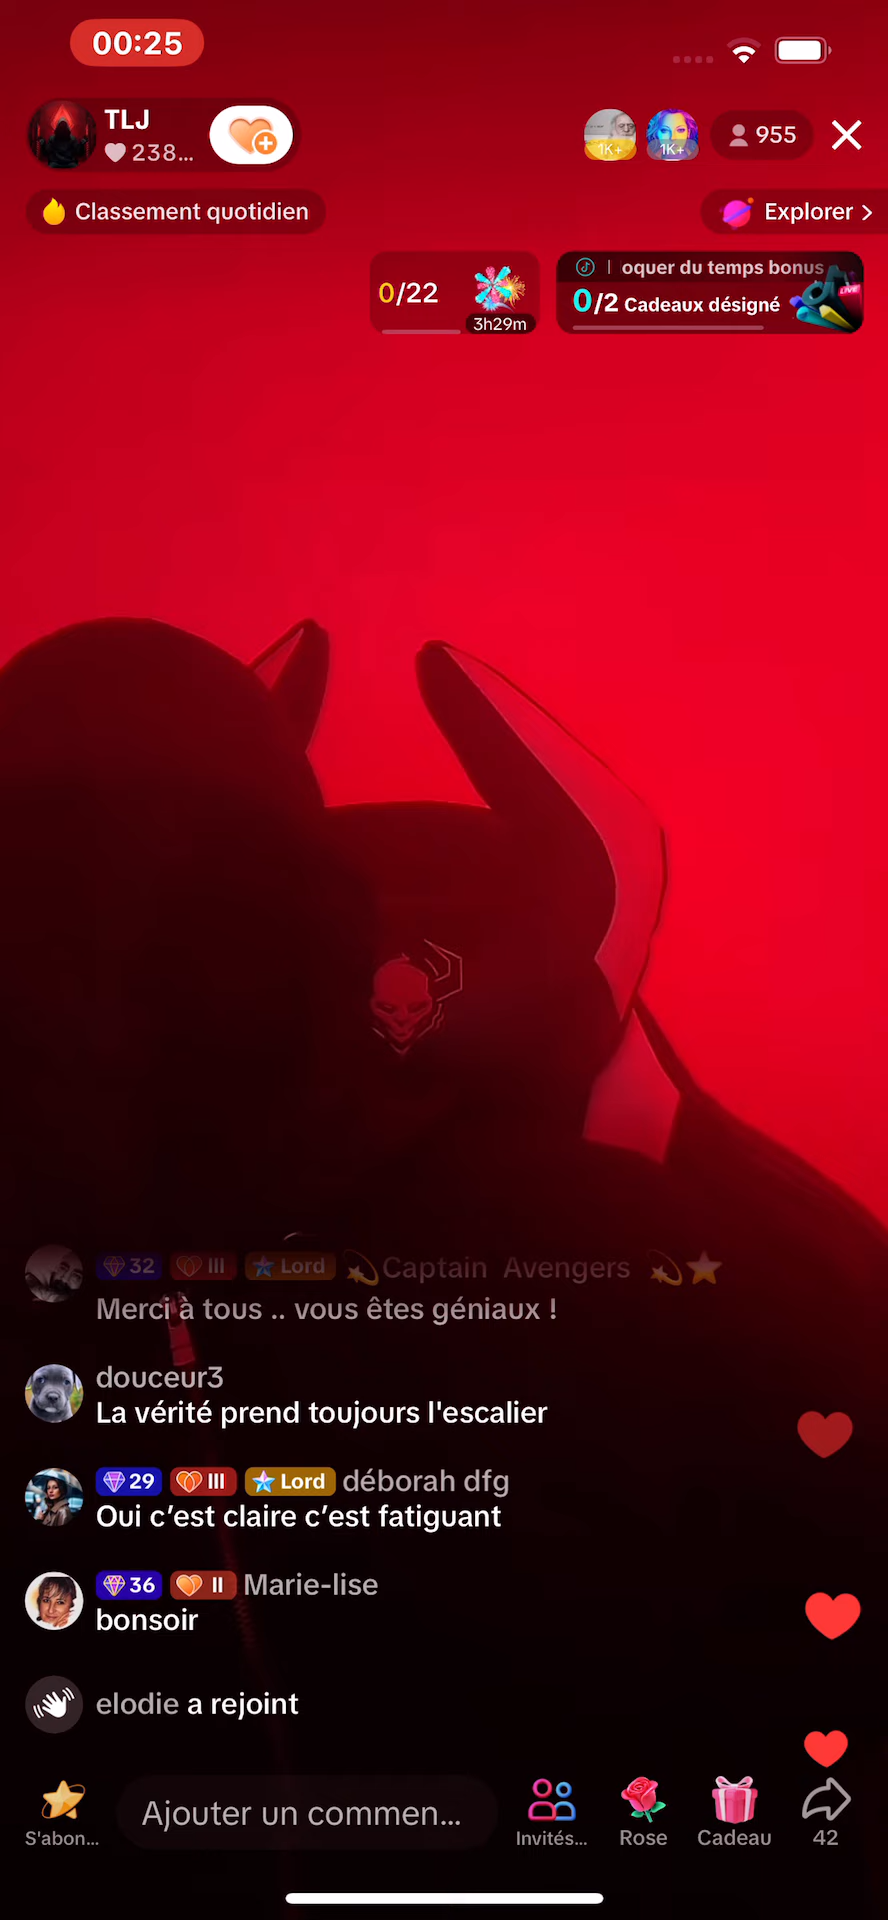 00:25
TLJ
238...
1K+
1K+
955
Classement quotidien
Explorer >
0/22
3h29m
oquer du temps bonus
0/2 Cadeaux désigné
LIVE
32 III Lord Captain Avengers
Merci à tous .. vous êtes géniaux !
douceur3
La vérité prend toujours l'escalier
29 III Lord déborah dfg
Oui c’est claire c’est fatiguant
36 II Marie-lise
bonsoir
elodie a rejoint
Ajouter un commen...
S'abon... Invités... Rose Cadeau 42